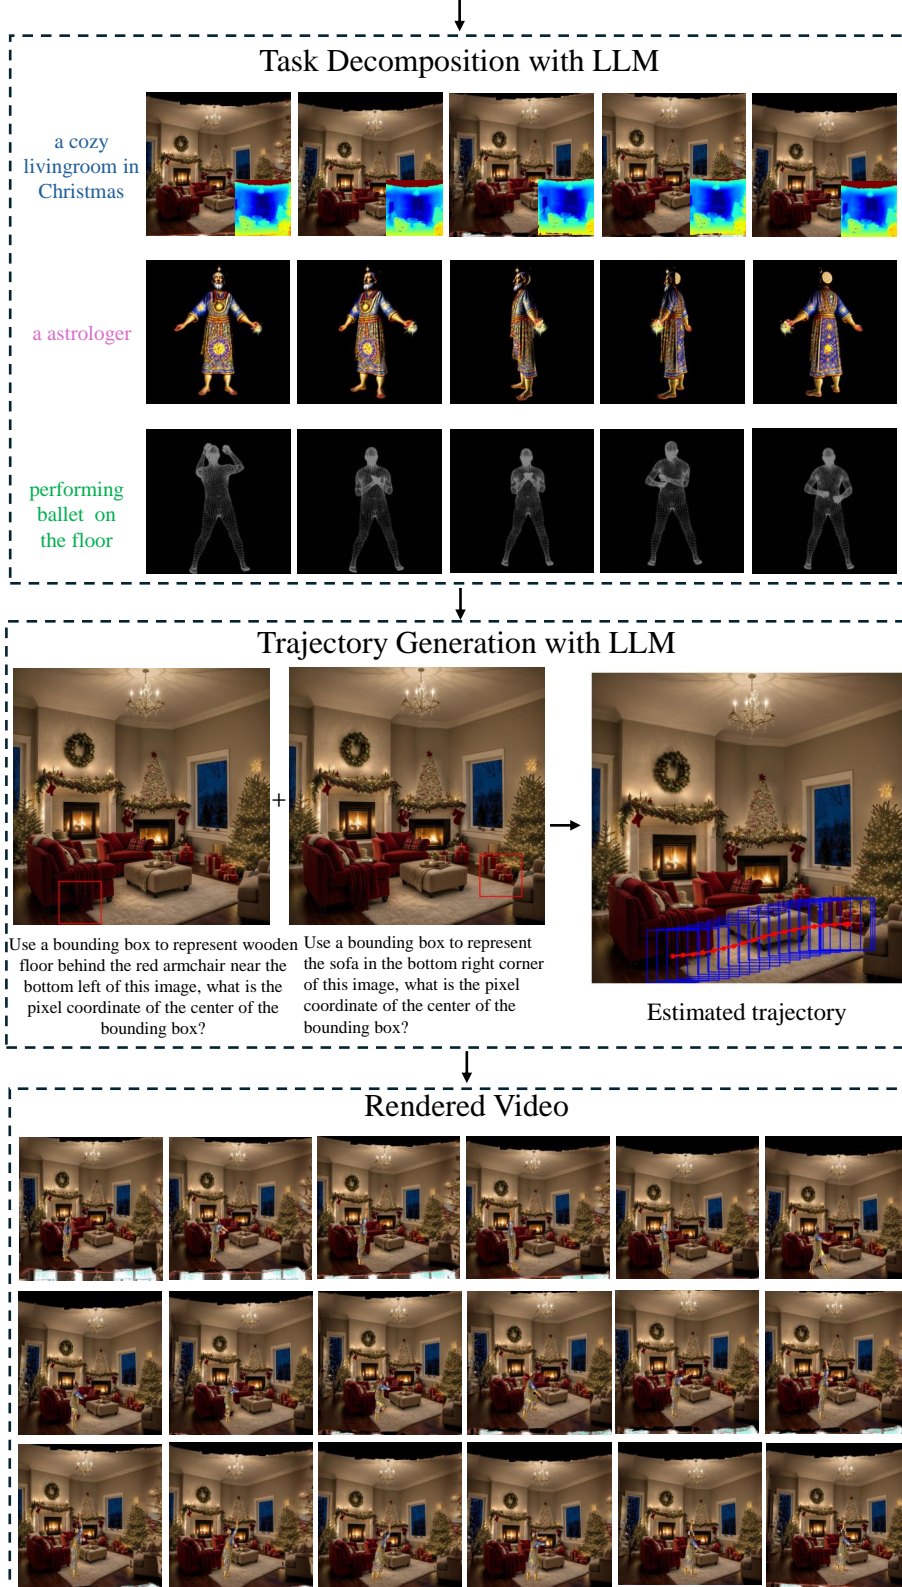 Task Decomposition with LLM
a cozy
livingroom in
Christmas
a astrologer
performing
ballet on
the floor
Trajectory Generation with LLM
+
Use a bounding box to represent wooden
floor behind the red armchair near the
bottom left of this image, what is the
pixel coordinate of the center of the
bounding box?
Use a bounding box to represent
the sofa in the bottom right corner
of this image, what is the pixel
coordinate of the center of the
bounding box?
Estimated trajectory
Rendered Video